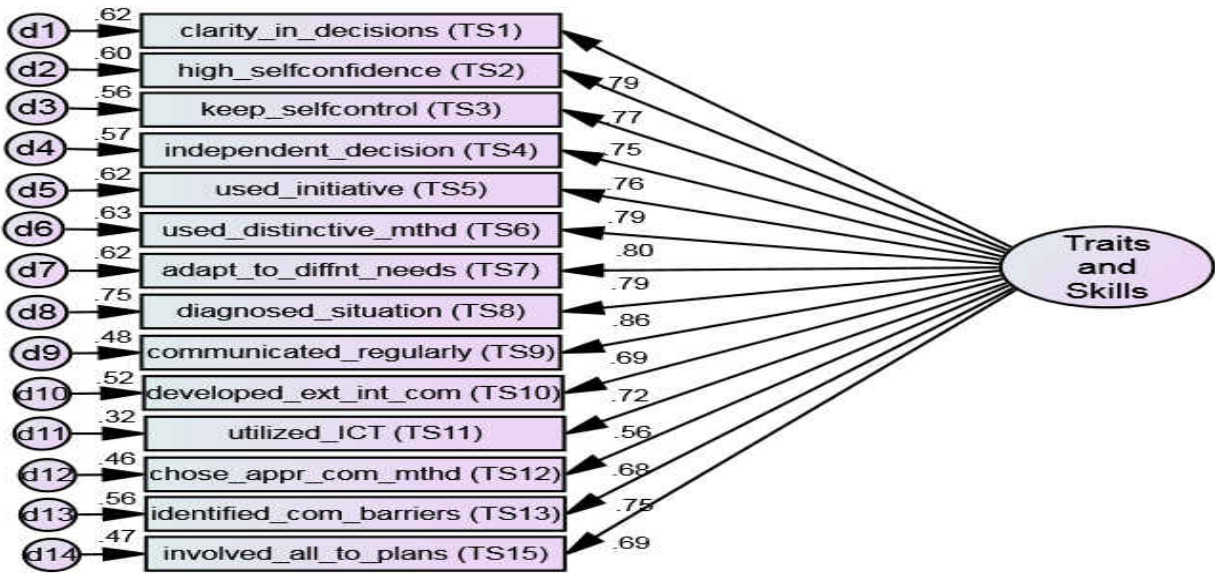 .62
d1 clarity_in_decisions (TS1)
.60
d2 high_selfconfidence (TS2)
.79
.56
d3 keep_selfcontrol (TS3)
.77
.57
d4 independent_decision (TS4)
.75
.62
d5 used_initiative (TS5)
.76
.63
d6 used_distinctive_mthd (TS6)
.79
.62
d7 adapt_to_diffnt_needs (TS7)
.80
.75
d8 diagnosed_situation (TS8)
.79
.48
d9 communicated_regularly (TS9)
.86
.52
d10 developed_ext_int_com (TS10)
.69
.32
d11 utilized_ICT (TS11)
.72
.46
d12 chose_appr_com_mthd (TS12)
.56
.56
d13 identified_com_barriers (TS13)
.68
.47
d14 involved_all_to_plans (TS15)
.75
.69
Traits
and
Skills